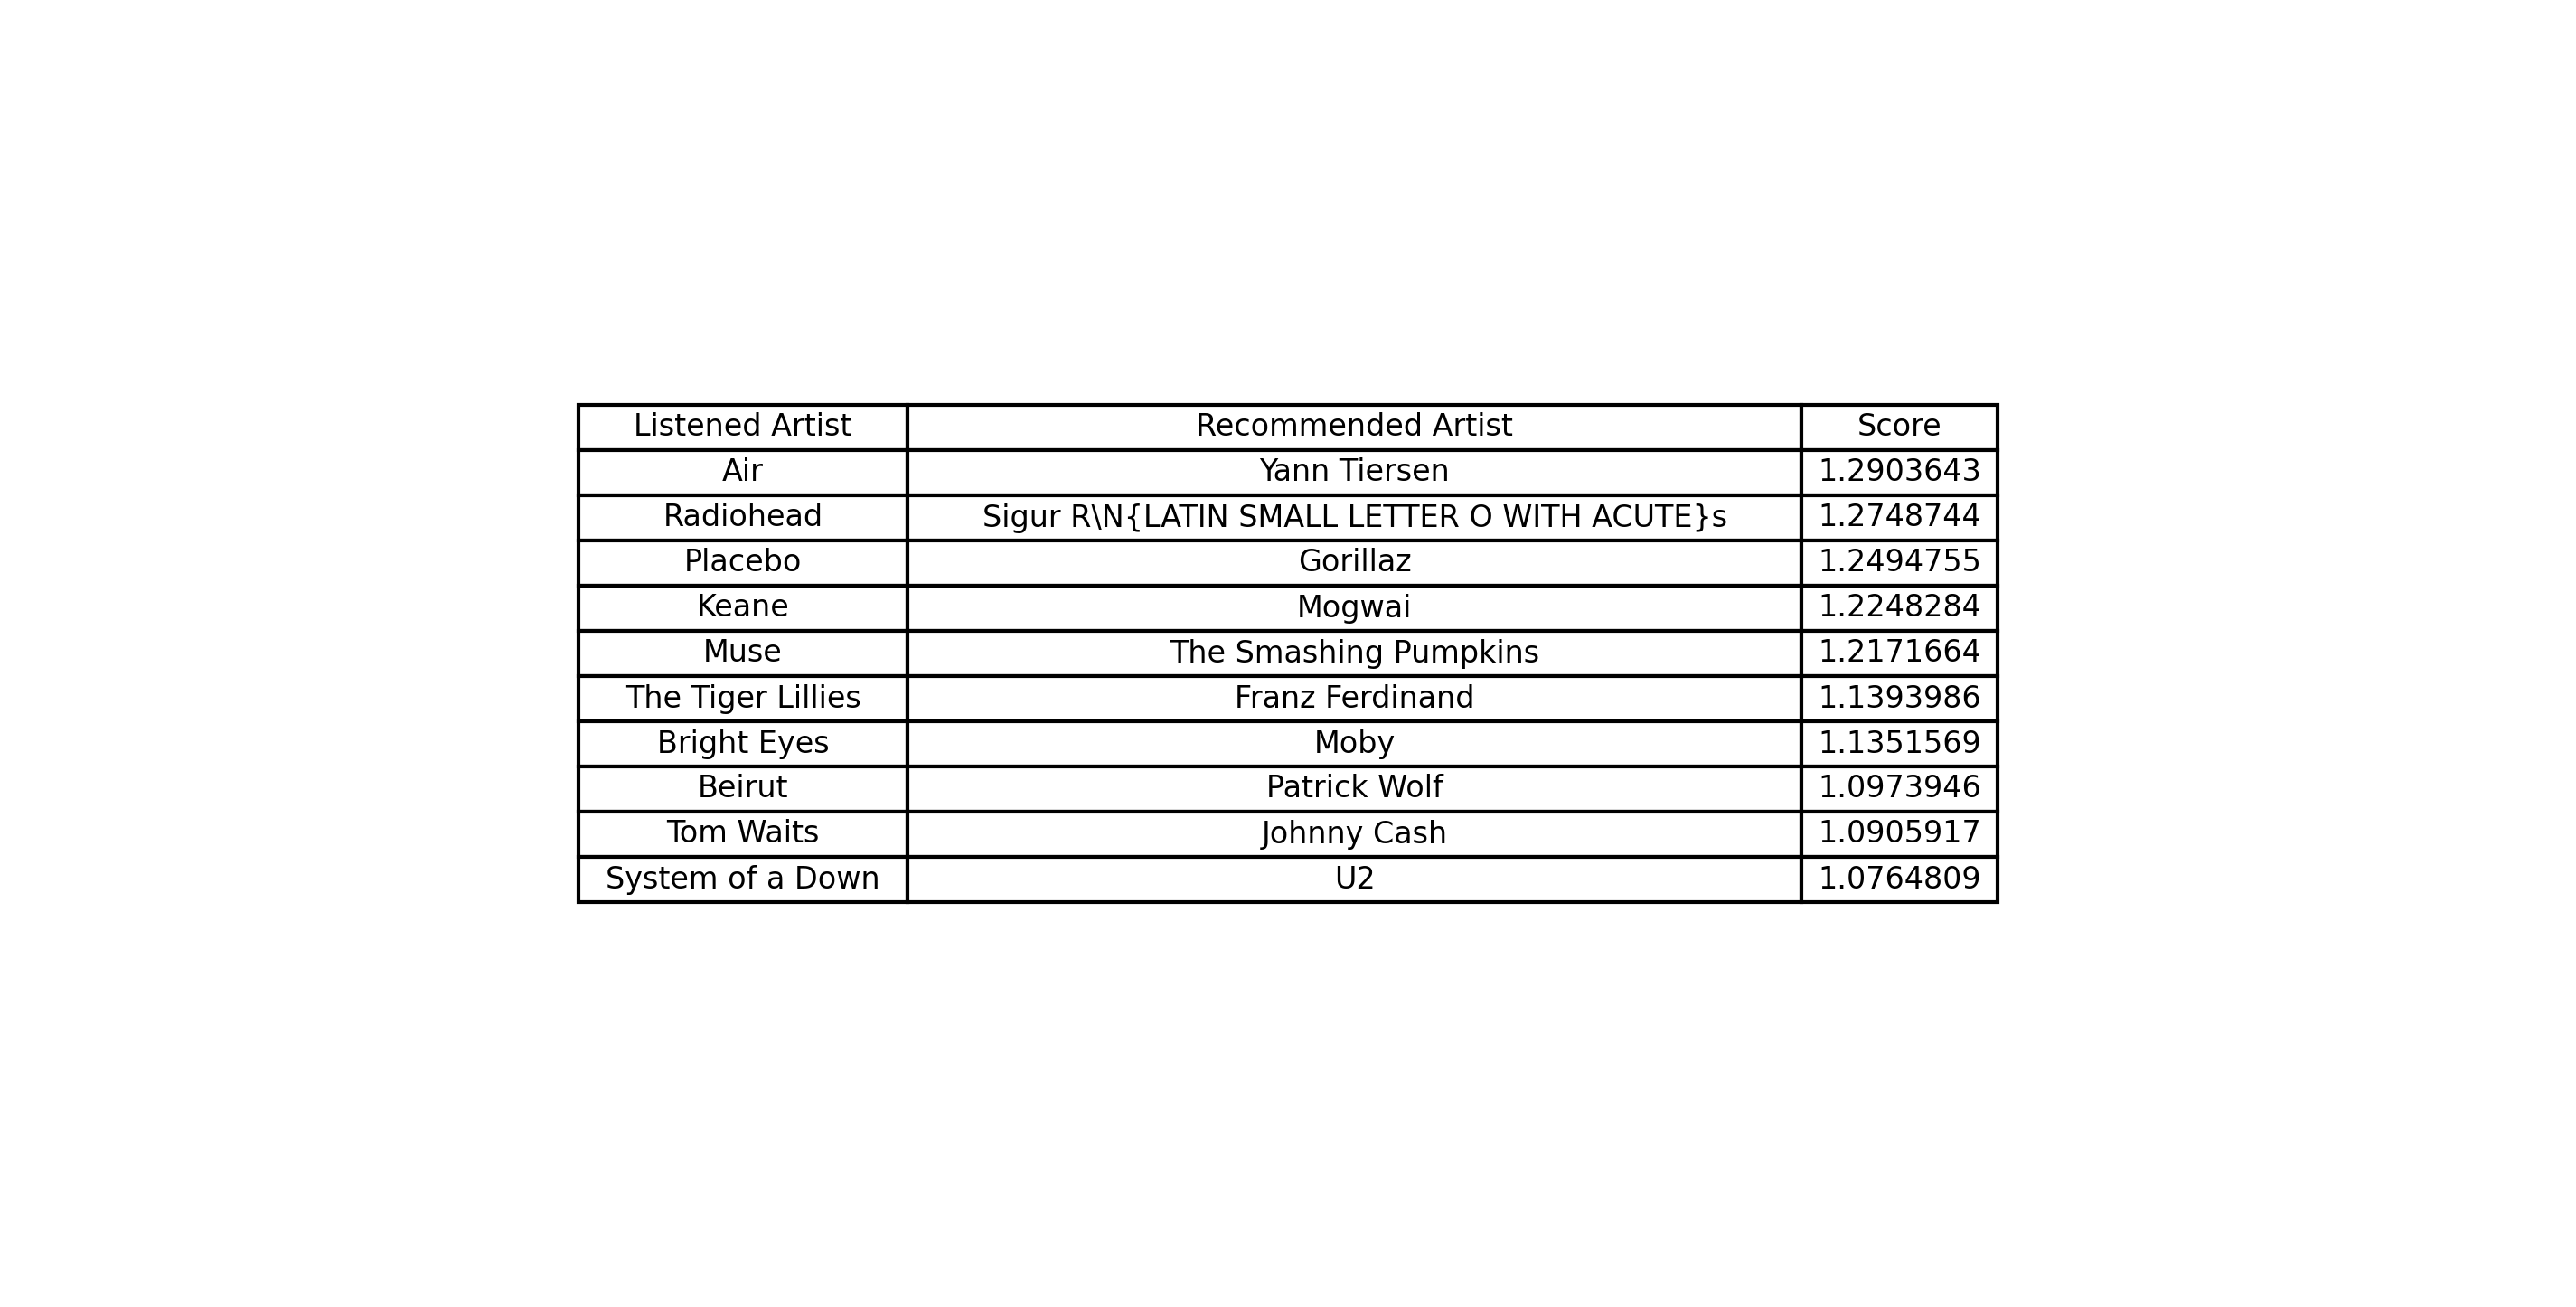 Listened Artist Recommended Artist Score
Air Yann Tiersen 1.2903643
Radiohead Sigur R\N{LATIN SMALL LETTER O WITH ACUTE}s 1.2748744
Placebo Gorillaz 1.2494755
Keane Mogwai 1.2248284
Muse The Smashing Pumpkins 1.2171664
The Tiger Lillies Franz Ferdinand 1.1393986
Bright Eyes Moby 1.1351569
Beirut Patrick Wolf 1.0973946
Tom Waits Johnny Cash 1.0905917
System of a Down U2 1.0764809